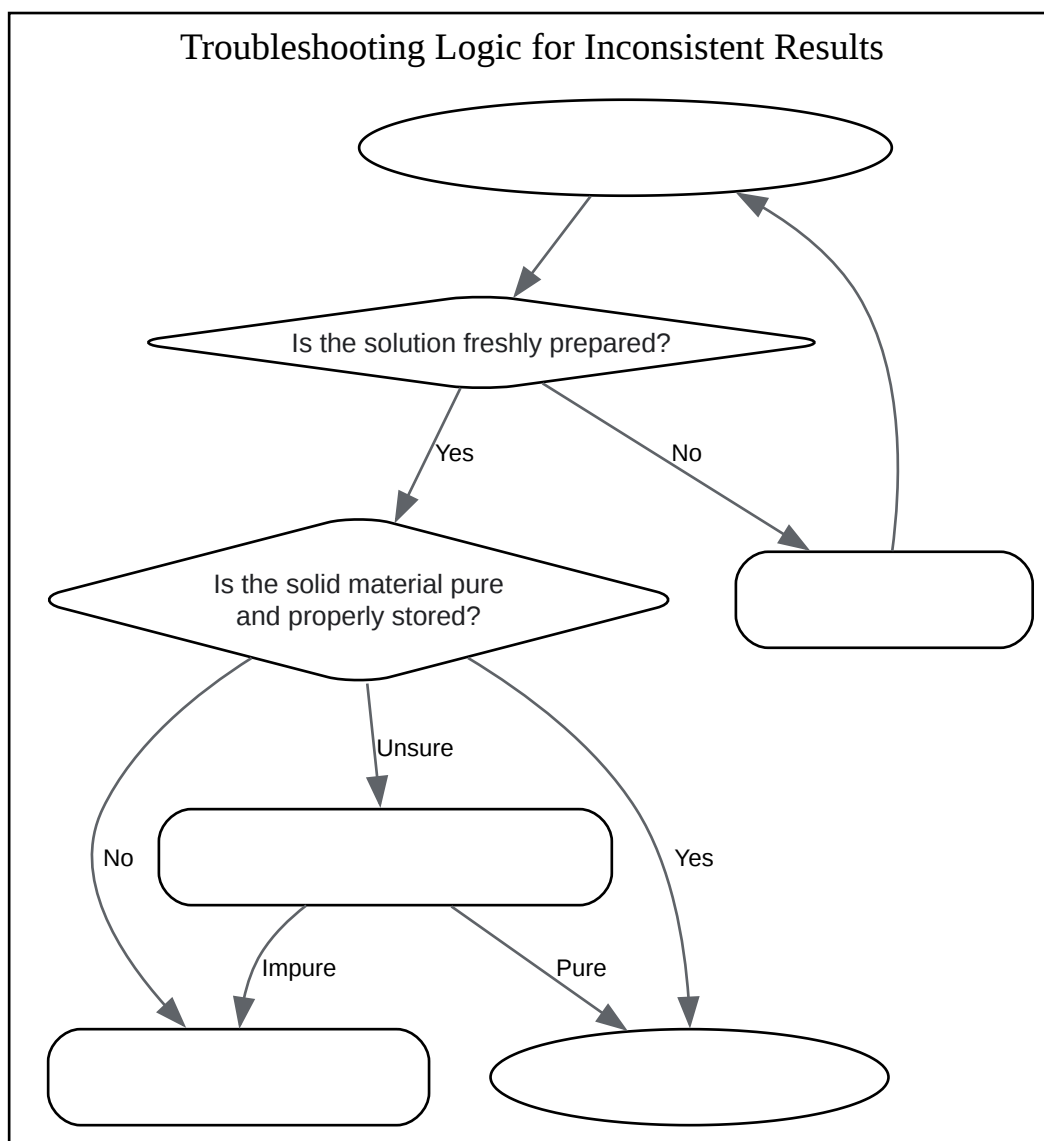 Troubleshooting Logic for Inconsistent Results
Is the solution freshly prepared?
Yes
No
Is the solid material pure
and properly stored?
Unsure
No
Yes
Impure
Pure